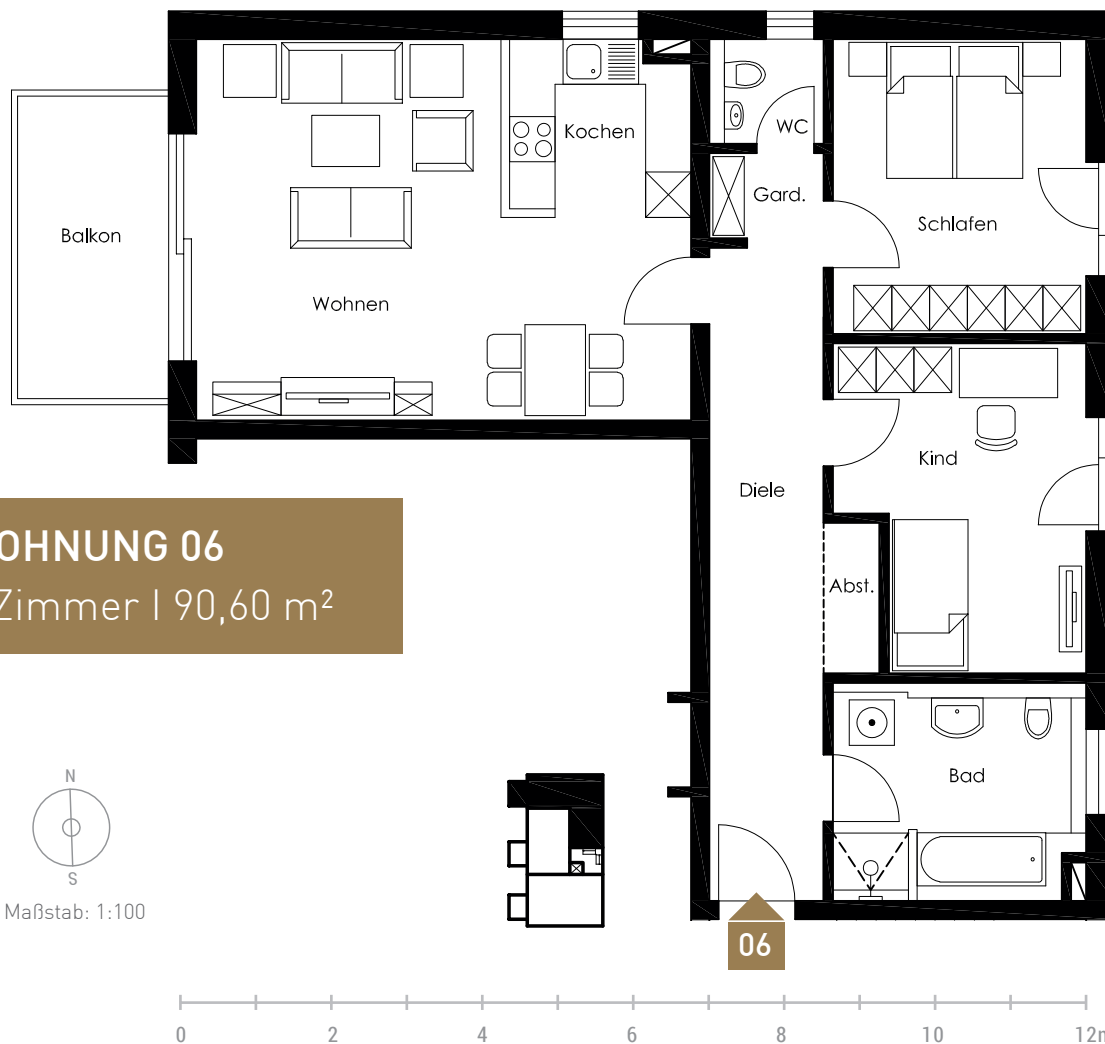 Kochen
WC
Gard.
Balkon
Schlafen
Wohnen
Kind
Diele
OHNUNG 06
Zimmer | 90,60 m²
Abst.
Bad
N
S
Maßstab: 1:100
06
0 2 4 6 8 10 12m